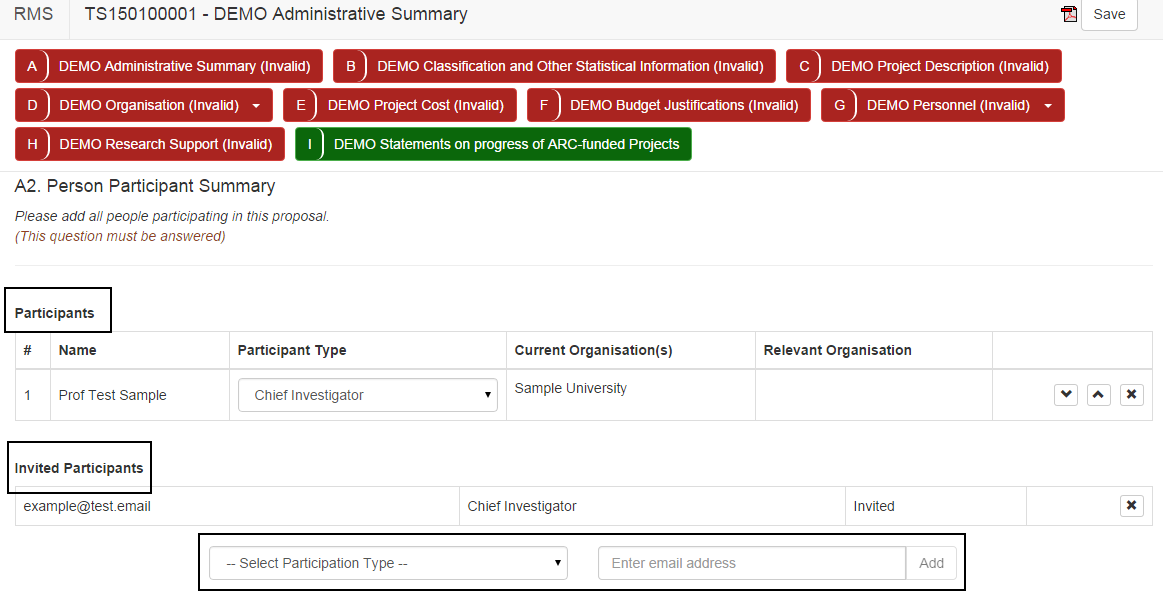 RMS TS150100001 - DEMO Administrative Summary Save
A DEMO Administrative Summary (Invalid) B DEMO Classification and Other Statistical Information (Invalid) C DEMO Project Description (Invalid)
D DEMO Organisation (Invalid) E DEMO Project Cost (Invalid) F DEMO Budget Justifications (Invalid) G DEMO Personnel (Invalid)
H DEMO Research Support (Invalid) I DEMO Statements on progress of ARC-funded Projects
A2. Person Participant Summary
Please add all people participating in this proposal.
(This question must be answered)
Participants
# Name Participant Type Current Organisation(s) Relevant Organisation
1 Prof Test Sample Chief Investigator Sample University
Invited Participants
example@test.email Chief Investigator Invited
-- Select Participation Type -- Enter email address Add